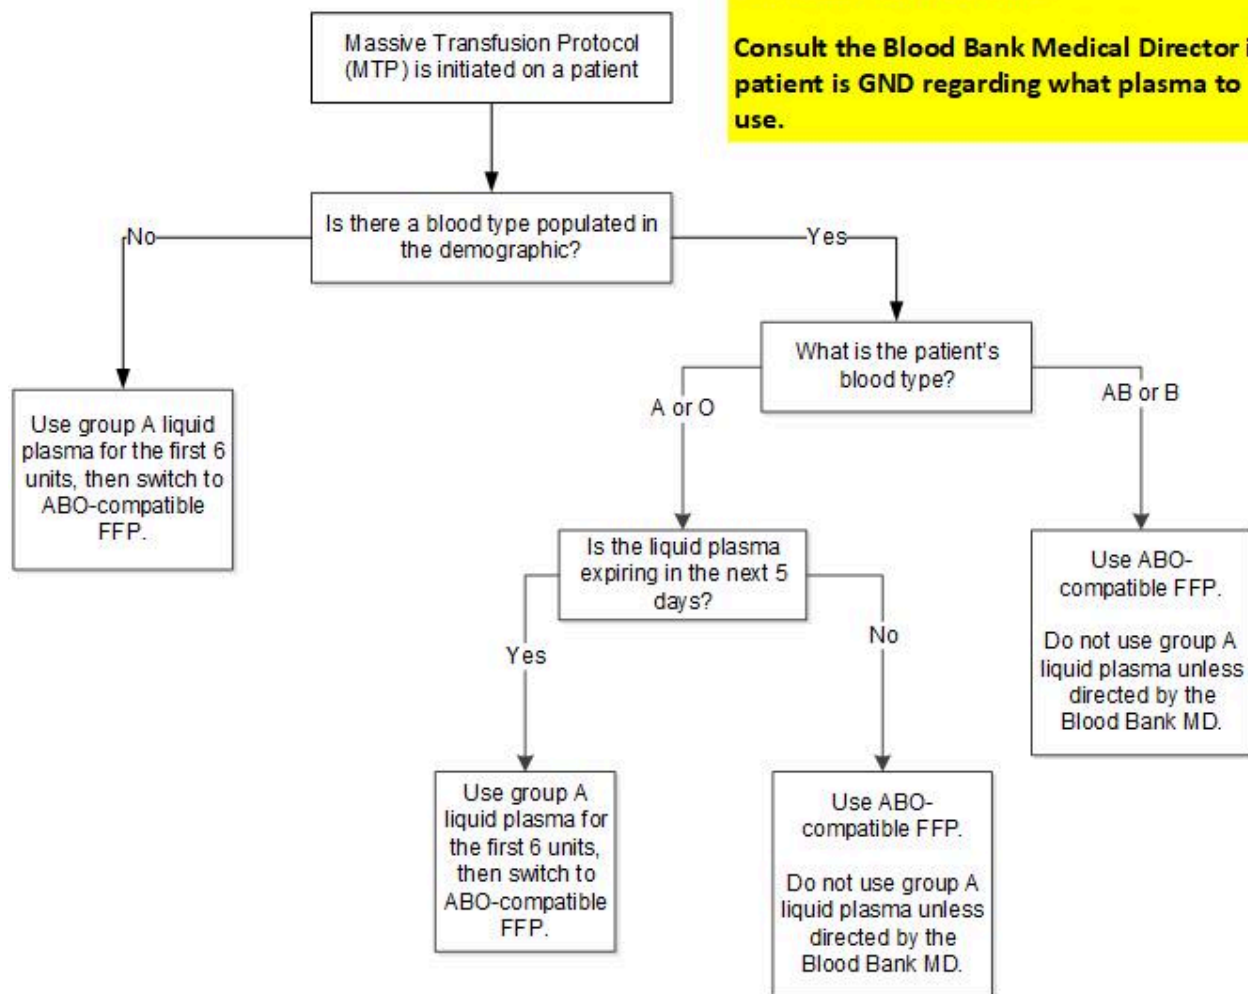 Massive Transfusion Protocol
(MTP) is initiated on a patient
Consult the Blood Bank Medical Director
patient is GND regarding what plasma to
use.
Is there a blood type populated in
the demographic?
No
Yes
What is the patient's
blood type?
A or O
AB or B
Use group A liquid
plasma for the first 6
units, then switch to
ABO-compatible
FFP.
Is the liquid plasma
expiring in the next 5
days?
Use ABO-
compatible FFP.
Do not use group A
liquid plasma unless
directed by the
Blood Bank MD.
Yes
No
Use group A
liquid plasma for
the first 6 units,
then switch to
ABO-compatible
FFP.
Use ABO-
compatible FFP.
Do not use group A
liquid plasma unless
directed by the
Blood Bank MD.